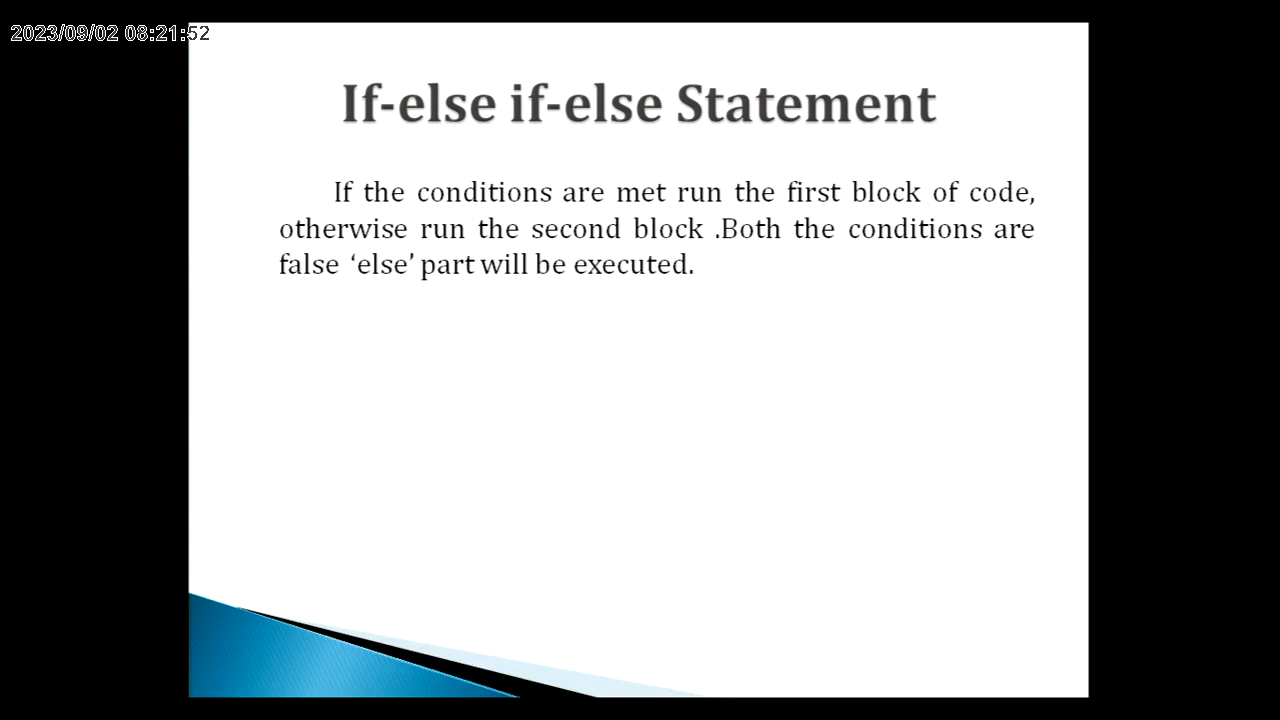 2023/09/02 08:21:52
If-else if-else Statement
If the conditions are met run the first block of code,
otherwise run the second block .Both the conditions are
false ‘else’ part will be executed.